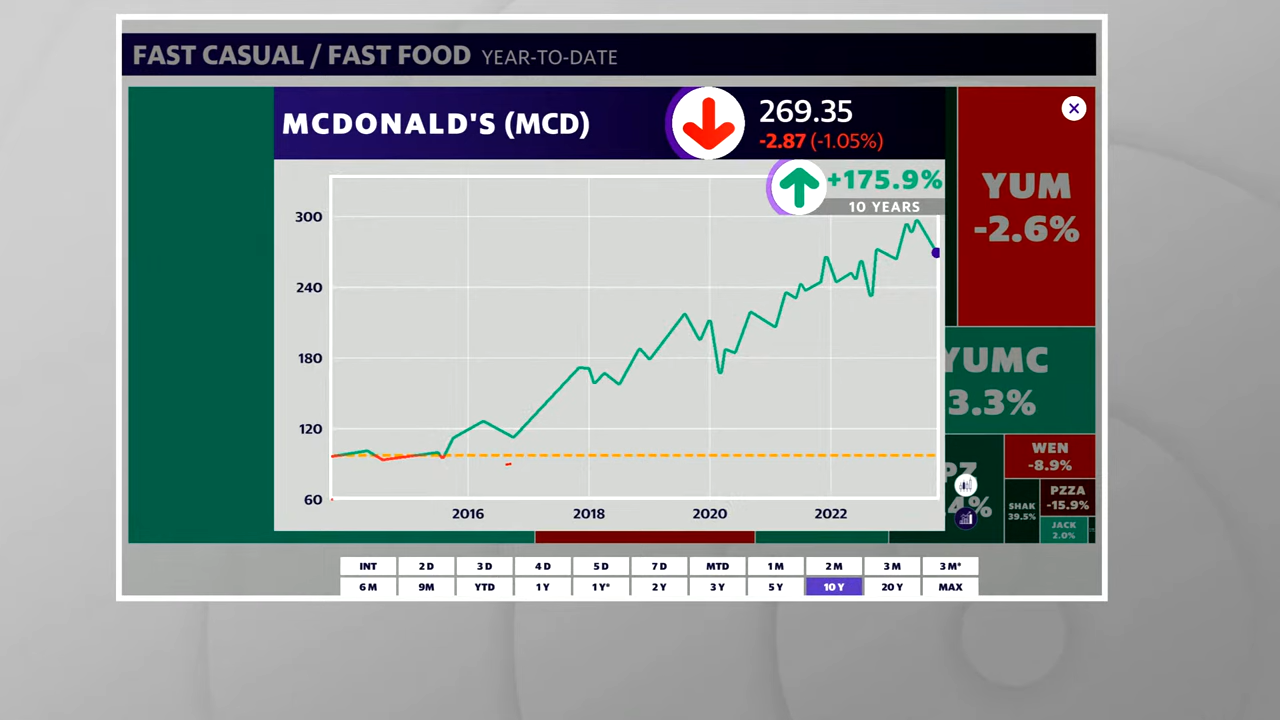 FAST CASUAL / FAST FOOD YEAR-TO-DATE
MCDONALD'S (MCD)
269.35
-2.87 (-1.05%)
+175.9%
10 YEARS
300
240
180
120
60
2016 2018 2020 2022
YUM
-2.6%
YUMC
3.3%
WEN
-8.9%
PZ
4%
SHAK
39.5%
PZZA
-15.9%
JACK
2.0%
INT 2 D 3 D 4 D 5 D 7 D MTD 1 M 2 M 3 M 3 M*
6 M 9M YTD 1 Y 1 Y* 2 Y 3 Y 5 Y 10 Y 20 Y MAX